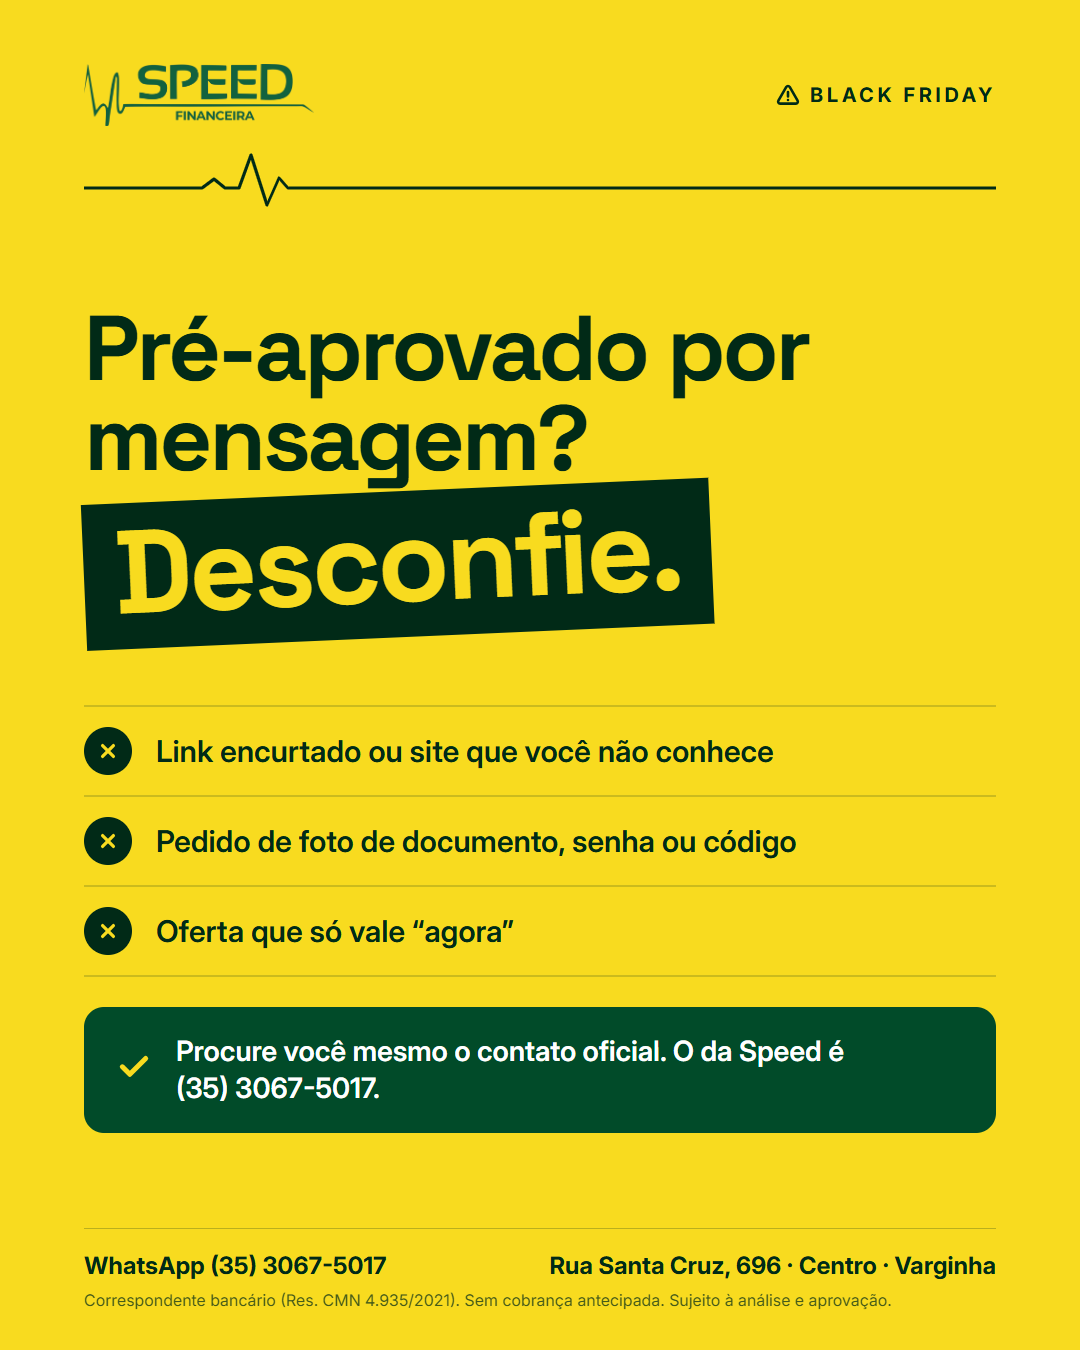 SPEED
FINANCEIRA
BLACK FRIDAY
Pré-aprovado por
mensagem?
Desconfie.
Link encurtado ou site que você não conhece
Pedido de foto de documento, senha ou código
Oferta que só vale “agora”
Procure você mesmo o contato oficial. O da Speed é
(35) 3067-5017.
WhatsApp (35) 3067-5017
Rua Santa Cruz, 696 · Centro · Varginha
Correspondente bancário (Res. CMN 4.935/2021). Sem cobrança antecipada. Sujeito à análise e aprovação.